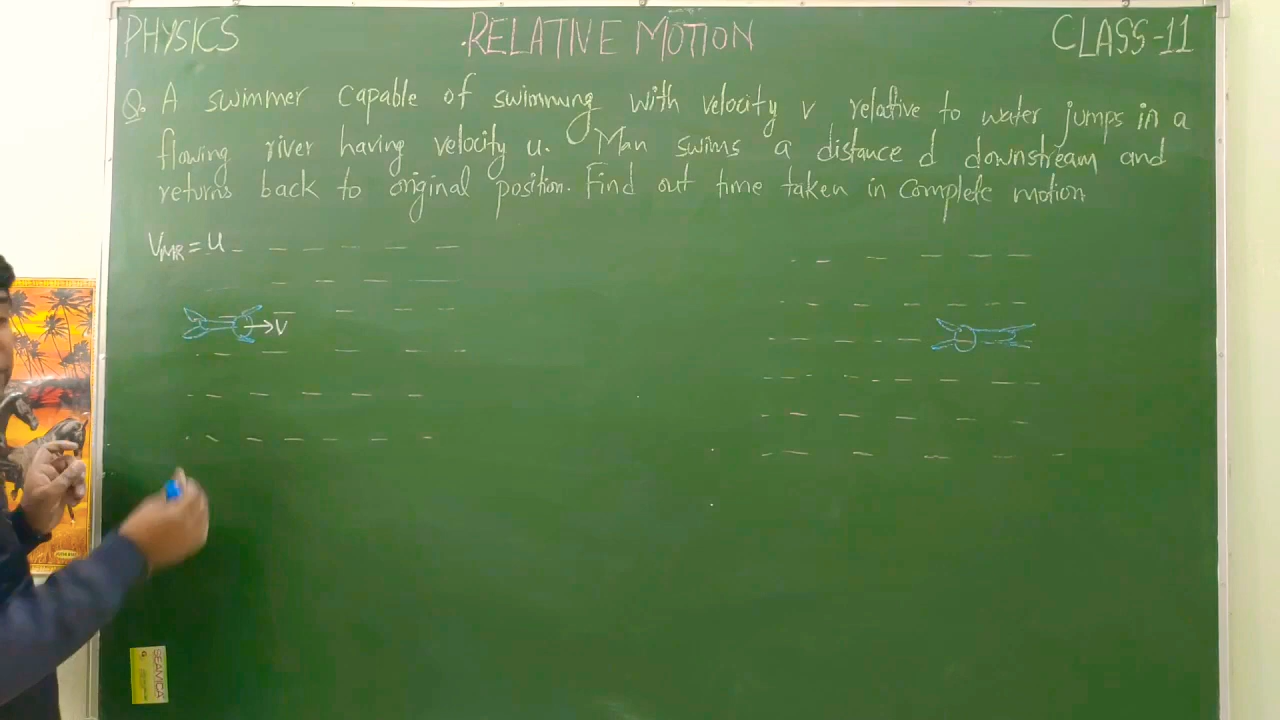 PHYSICS RELATIVE MOTION CLASS-11
Q. A swimmer capable of swimming with velocity v relative to water jumps in a
flowing river having velocity u. Man swims a distance d downstream and
returns back to original position. Find out time taken in complete motion
VMR = u
V
SEAMICA